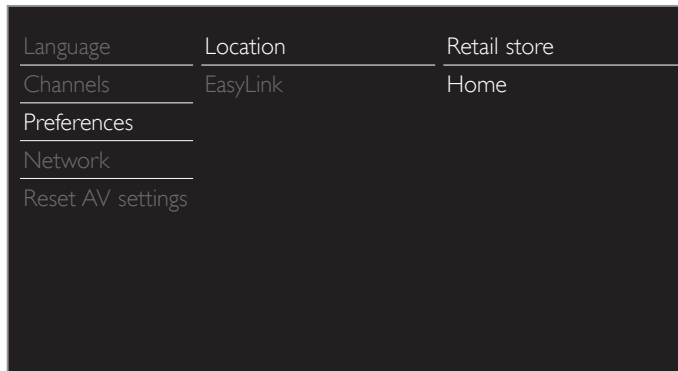 Language
Channels
Preferences
Network
Reset AV settings
Location
EasyLink
Retail store
Home